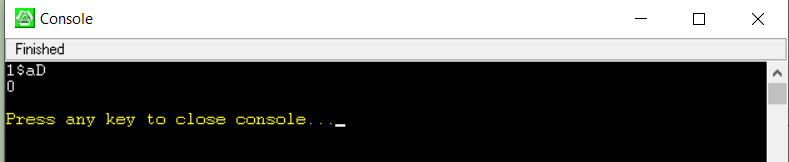 Console
Finished
1$aD
0
Press any key to close console..._